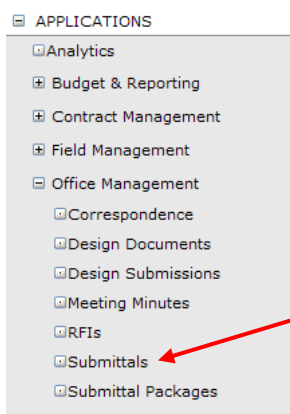 APPLICATIONS
Analytics
Budget & Reporting
Contract Management
Field Management
Office Management
Correspondence
Design Documents
Design Submissions
Meeting Minutes
RFIs
Submittals
Submittal Packages